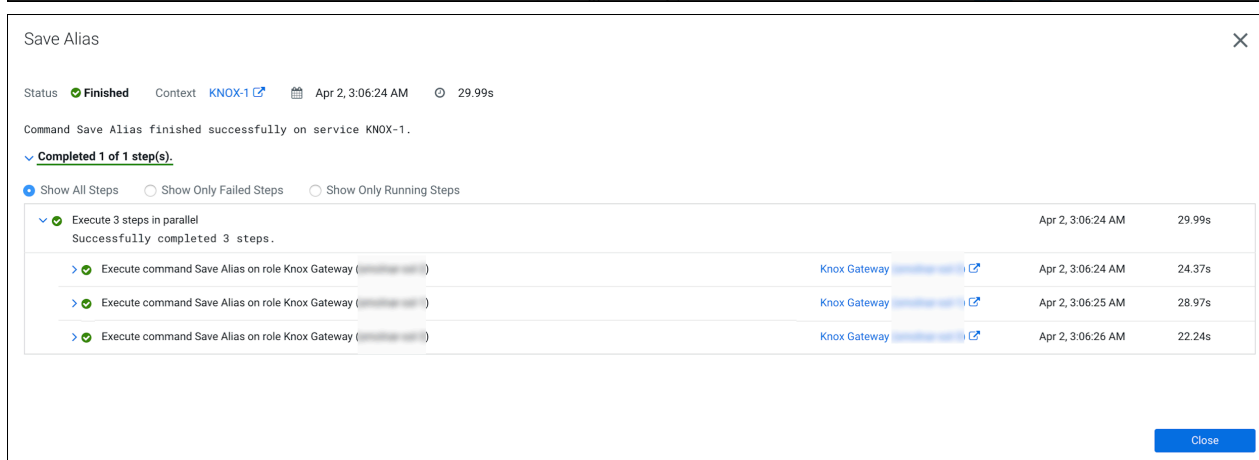 Save Alias
Status Finished Context KNOX-1 Apr 2, 3:06:24 AM 29.99s
Command Save Alias finished successfully on service KNOX-1.
Completed 1 of 1 step(s).
Show All Steps Show Only Failed Steps Show Only Running Steps
Execute 3 steps in parallel Apr 2, 3:06:24 AM 29.99s
Successfully completed 3 steps.
Execute command Save Alias on role Knox Gateway ( ) Knox Gateway Apr 2, 3:06:24 AM 24.37s
Execute command Save Alias on role Knox Gateway ( ) Knox Gateway Apr 2, 3:06:25 AM 28.97s
Execute command Save Alias on role Knox Gateway ( ) Knox Gateway Apr 2, 3:06:26 AM 22.24s
Close